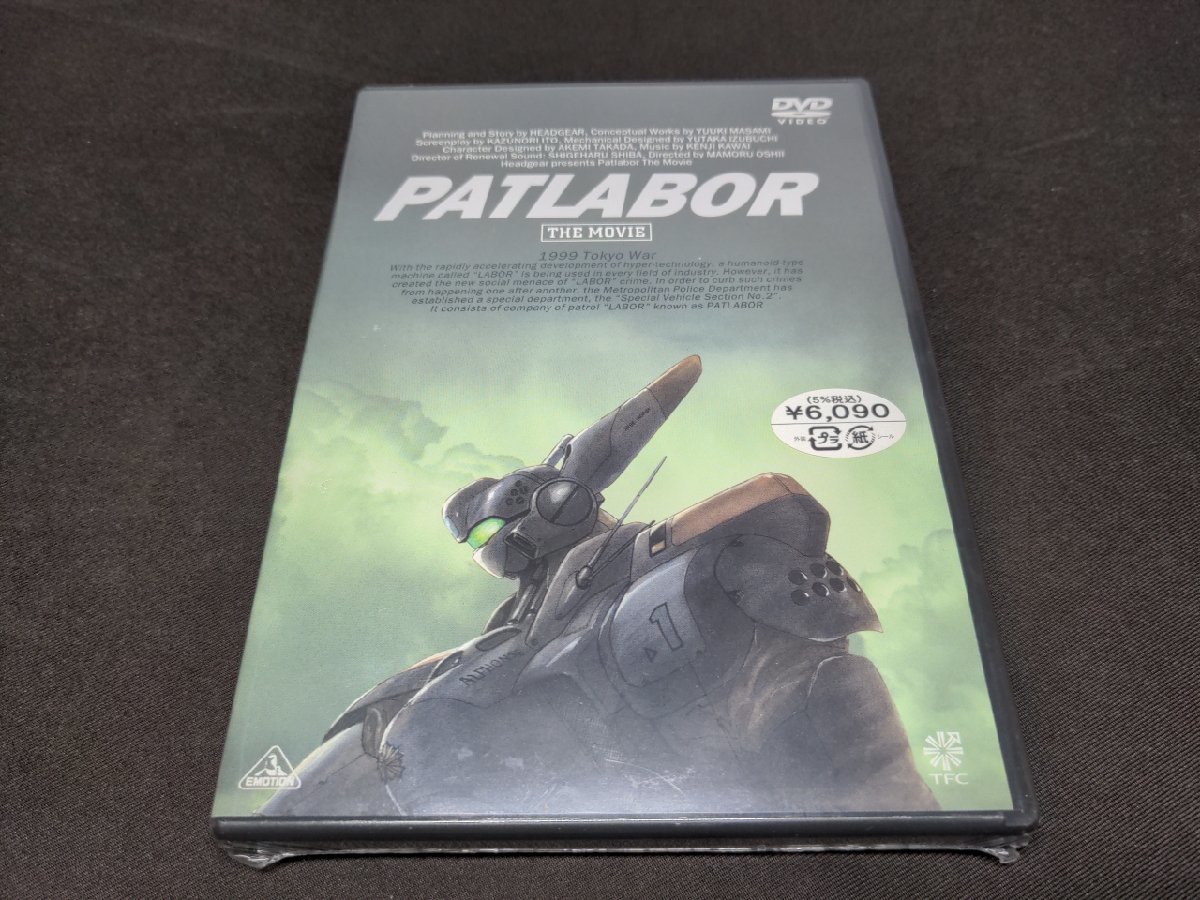 DVD
VIDEO
Planning and Story by HEADGEAR, Conceptual Works by YUUKI MASAMI
Screenplay by KAZUNORI ITO, Mechanical Designed by YUTAKA IZUBUCHI
Character Designed by AKEMI TAKADA, Music by KENJI KAWAI
Director of Renewal Sound: SHIGEHARU SHIBA, Directed by MAMORU OSHII
Headgear presents Patlabor The Movie
PATLABOR
THE MOVIE
1999 Tokyo War
With the rapidly accelerating development of hyper-technology, a humanoid type
machine called "LABOR" is being used in every field of industry. However, it has
created the new social menace of "LABOR" crime. In order to curb such crimes
from happening one after another, the Metropolitan Police Department has
established a special department, the "Special Vehicle Section No.2".
It consists of company of patrol "LABOR" known as PATLABOR
(5%税込)
¥6,090
外装 プラ 紙 シール
1
ALPHONSE
EMOTION
TFC